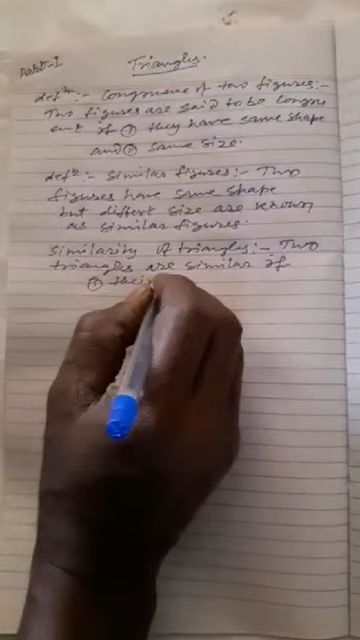 Part-I
Triangles.
defⁿ:- Congruence of two figures:-
Two figures are said to be congru
ent if ① they have same shape
and ② same size.
defⁿ:- Similar figures:- Two
figures have same shape
but differt size are known
as similar figures.
Similarity of triangles:- Two
triangles are similar if
① their